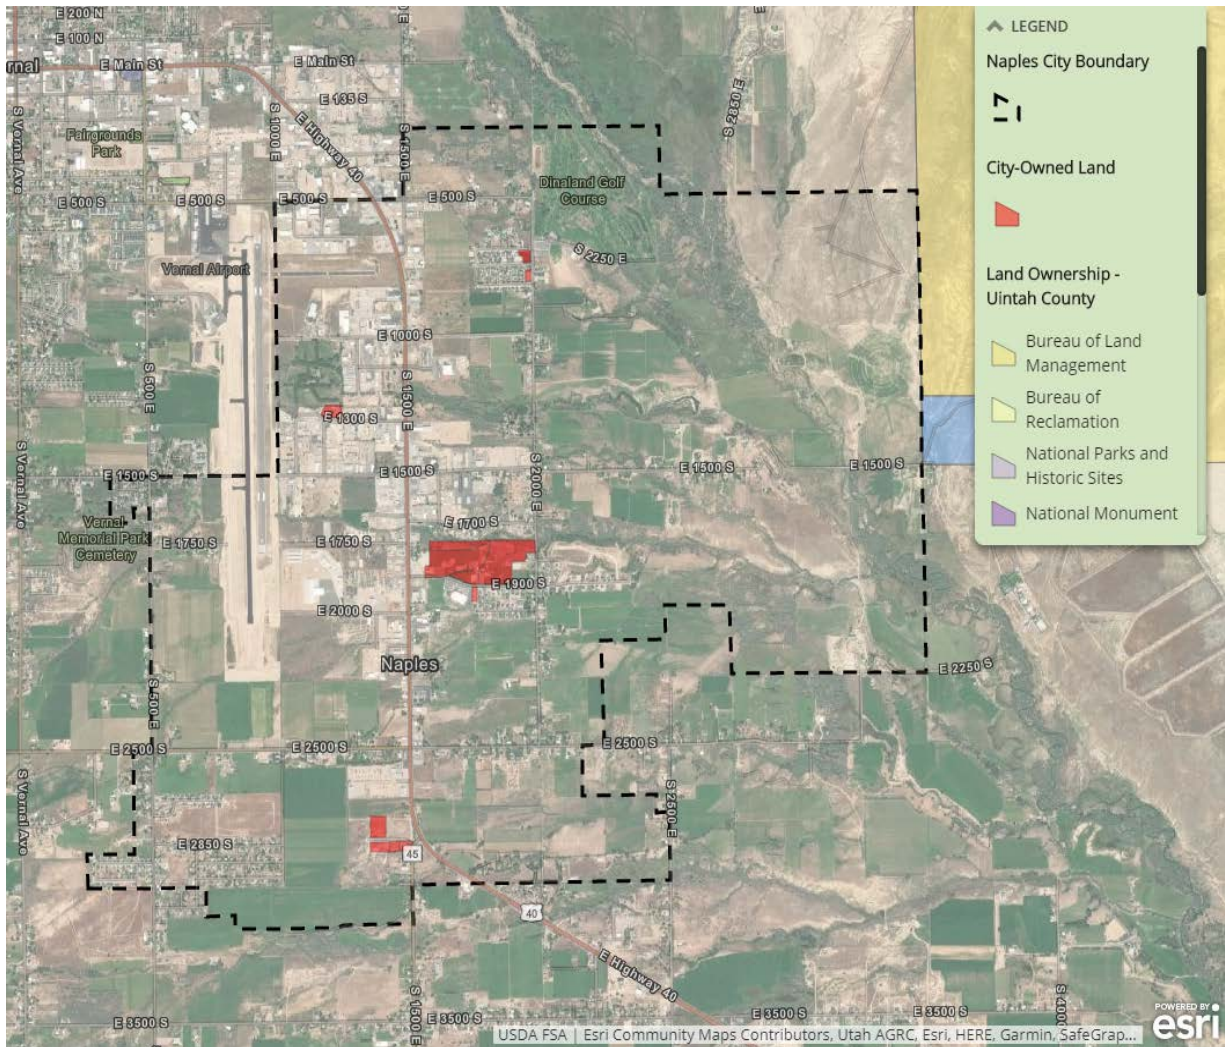 E 200 N
E 100 N
rnal
E Main St
E Main St
E 135 S
S 1000 E
E Highway 40
S 1500 E
S 2850 E
S Vernal Ave
Fairgrounds
Park
E 500 S
E 500 S
E 500 S
E 500 S
Dinaland Golf
Course
S 2250 E
Vernal Airport
E 1000 S
S 500 E
S 1500 E
E 1300 S
S Vernal Ave
E 1500 S
E 1500 S
S 2000 E
E 1500 S
E 1500 S
Vernal
Memorial Park
Cemetery
E 1700 S
E 1750 S
E 1750 S
E 1900 S
E 2000 S
Naples
E 2250 S
S 500 E
E 2500 S
E 2500 S
E 2500 S
S Vernal Ave
S 2500 E
E 2850 S
45
40
E Highway 40
S 1500 E
S 4000
E 3500 S
E 3500 S
E 3500 S
E 3500 S
LEGEND
Naples City Boundary
City-Owned Land
Land Ownership -
Uintah County
Bureau of Land
Management
Bureau of
Reclamation
National Parks and
Historic Sites
National Monument
USDA FSA | Esri Community Maps Contributors, Utah AGRC, Esri, HERE, Garmin, SafeGrap...
POWERED BY
esri